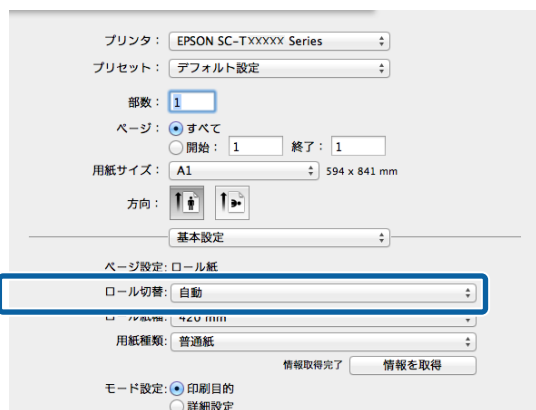 プリンタ： EPSON SC-TXXXXX Series
プリセット： デフォルト設定
部数： 1
ページ： すべて
開始： 1 終了： 1
用紙サイズ： A1 594 x 841 mm
方向：
基本設定
ページ設定: ロール紙
ロール切替: 自動
ロール紙幅: 420 mm
用紙種類: 普通紙
情報取得完了 情報を取得
モード設定: 印刷目的
詳細設定